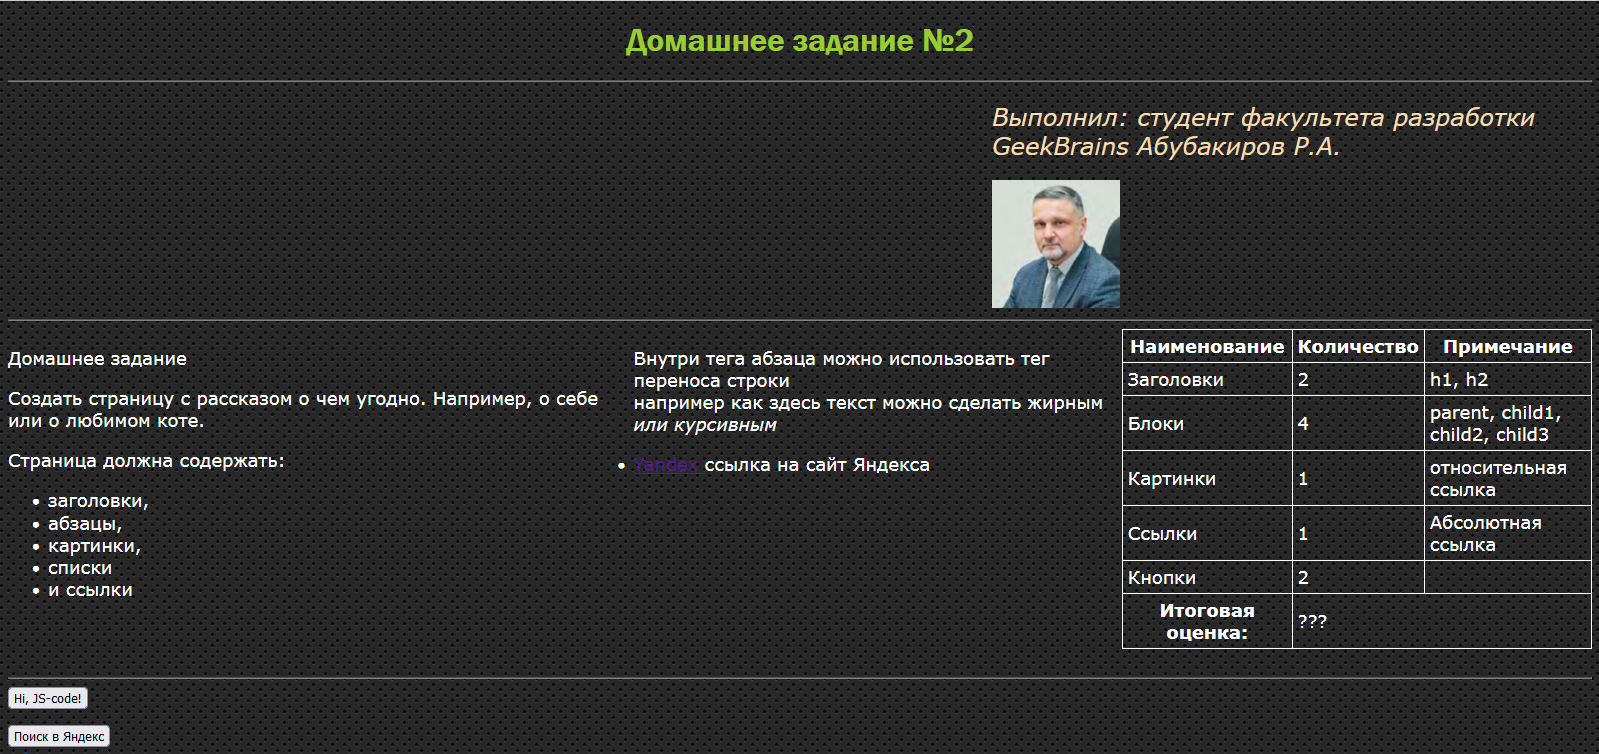 Домашнее задание №2
Выполнил: студент факультета разработки
GeekBrains Абубакиров Р.А.
Домашнее задание
Создать страницу с рассказом о чем угодно. Например, о себе
или о любимом коте.
Страница должна содержать:
• заголовки,
• абзацы,
• картинки,
• списки
• и ссылки
Внутри тега абзаца можно использовать тег
переноса строки
например как здесь текст можно сделать жирным
или курсивным
• Yandex ссылка на сайт Яндекса
Наименование Количество Примечание
Заголовки 2 h1, h2
Блоки 4 parent, child1,
child2, child3
Картинки 1 относительная
ссылка
Ссылки 1 Абсолютная
ссылка
Кнопки 2
Итоговая
оценка: ???
Hi, JS-code!
Поиск в Яндекс